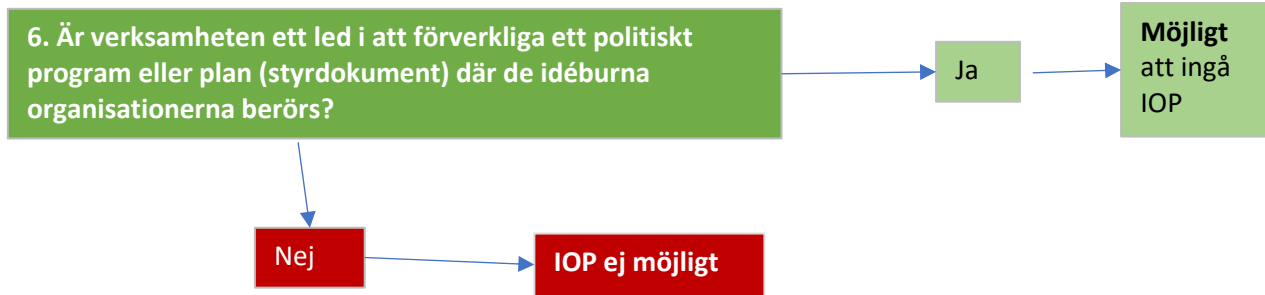 6. Är verksamheten ett led i att förverkliga ett politiskt
program eller plan (styrdokument) där de idéburna
organisationerna berörs?
Ja
Möjligt
att ingå
IOP
Nej
IOP ej möjligt